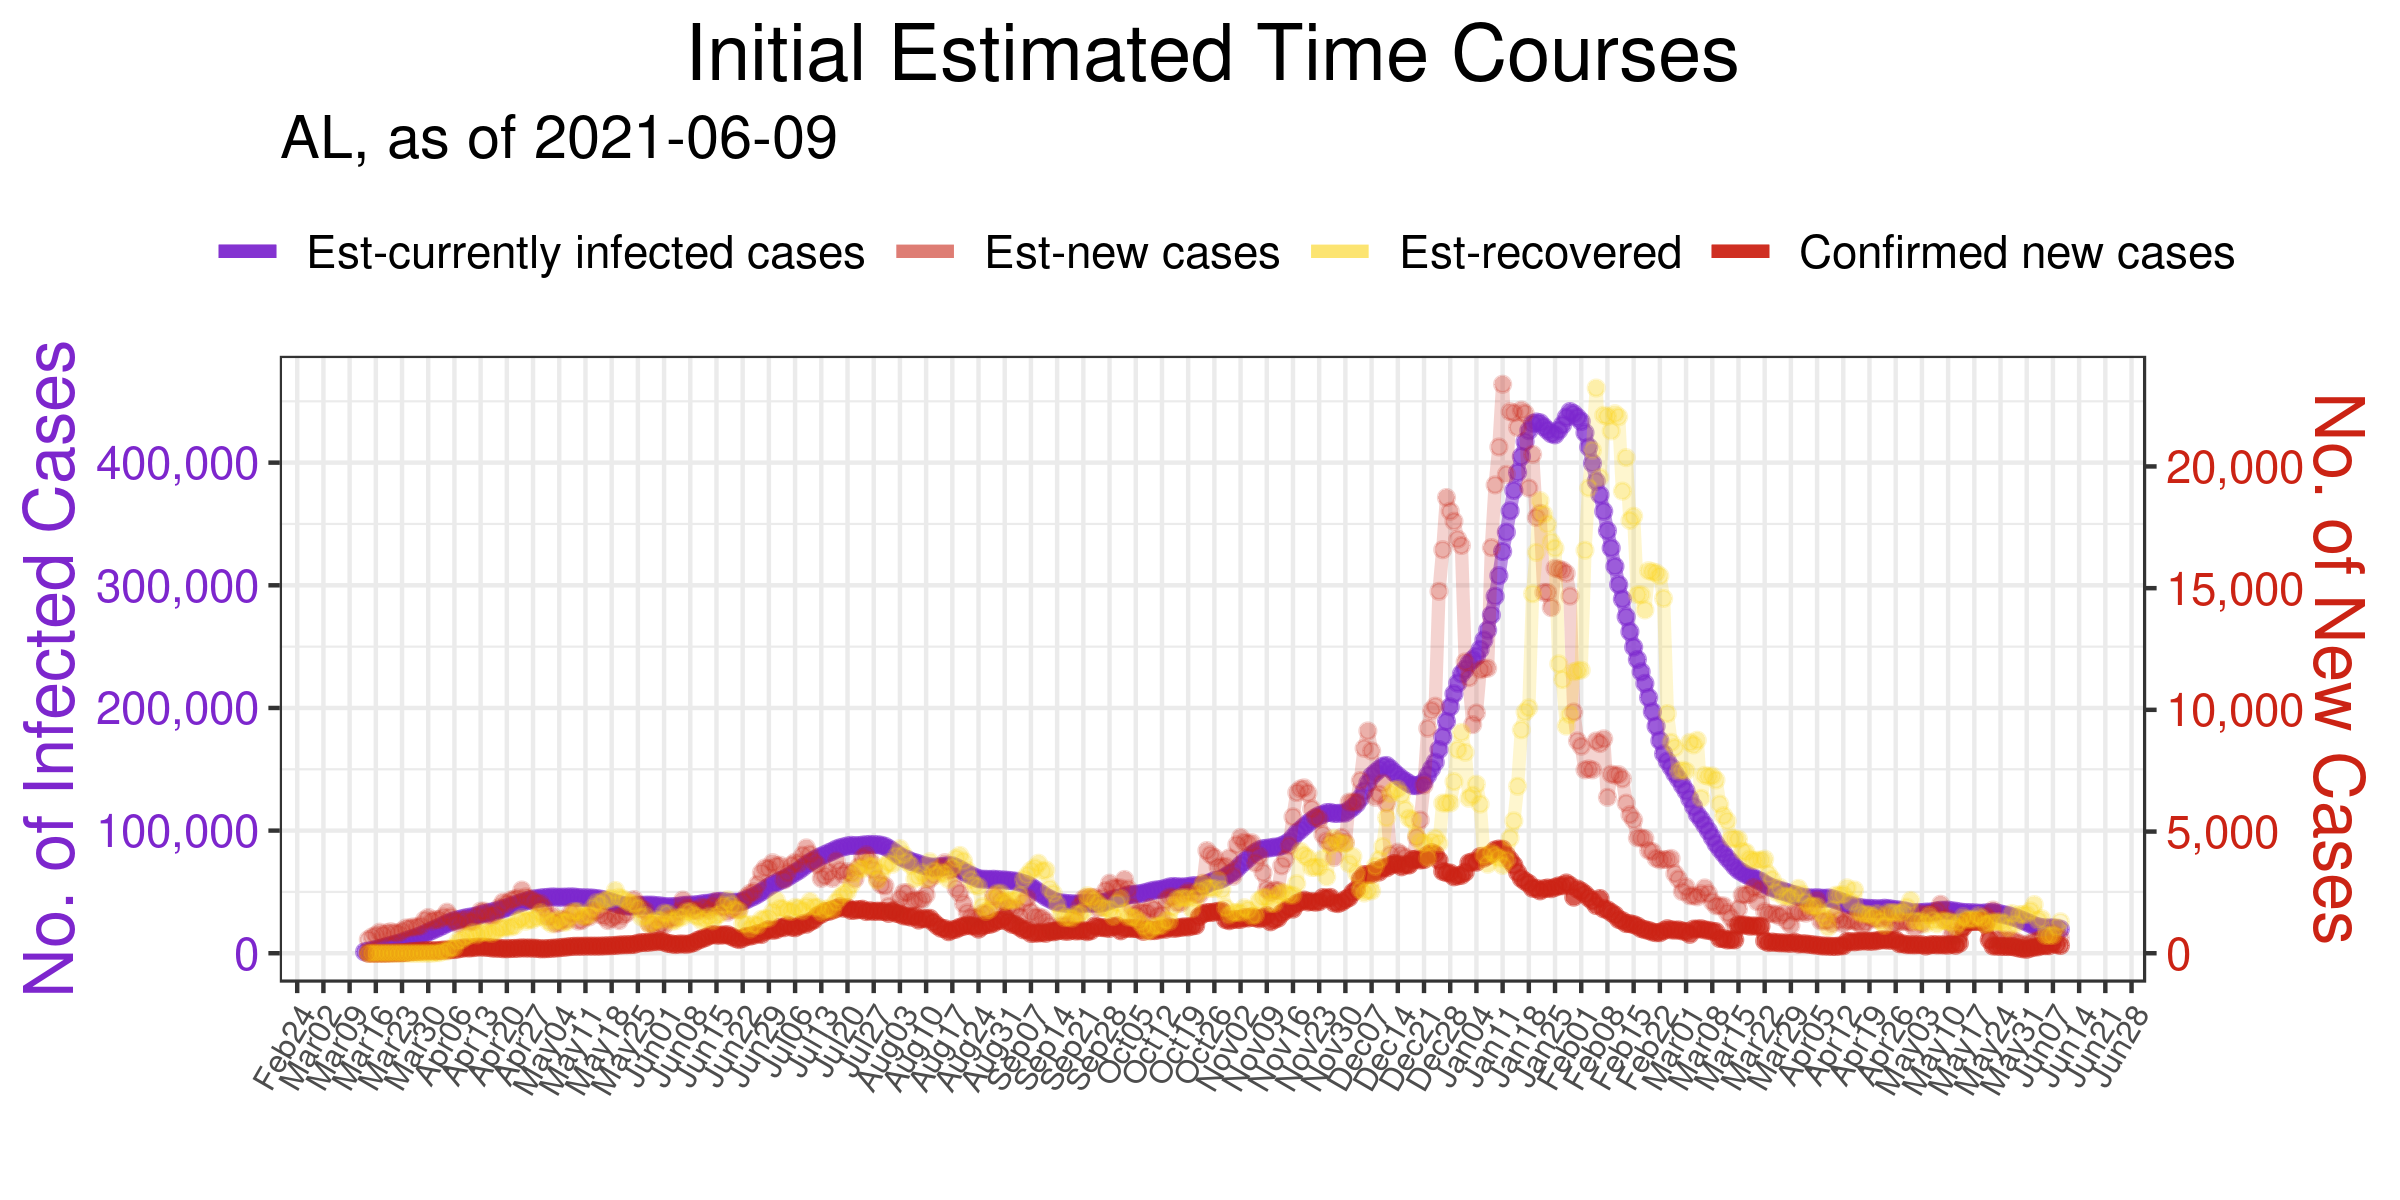 Initial Estimated Time Courses
AL, as of 2021-06-09
Est-currently infected cases Est-new cases Est-recovered Confirmed new cases
No. of Infected Cases
400,000
300,000
200,000
100,000
0
20,000
15,000
10,000
5,000
0
No. of New Cases
Feb24 Mar02 Mar09 Mar16 Mar23 Mar30 Apr06 Apr13 Apr20 Apr27 May04 May11 May18 May25 Jun01 Jun08 Jun15 Jun22 Jun29 Jul06 Jul13 Jul20 Jul27 Aug03 Aug10 Aug17 Aug24 Aug31 Sep07 Sep14 Sep21 Sep28 Oct05 Oct12 Oct19 Oct26 Nov02 Nov09 Nov16 Nov23 Nov30 Dec07 Dec14 Dec21 Dec28 Jan04 Jan11 Jan18 Jan25 Feb01 Feb08 Feb15 Feb22 Mar01 Mar08 Mar15 Mar22 Mar29 Apr05 Apr12 Apr19 Apr26 May03 May10 May17 May24 May31 Jun07 Jun14 Jun21 Jun28